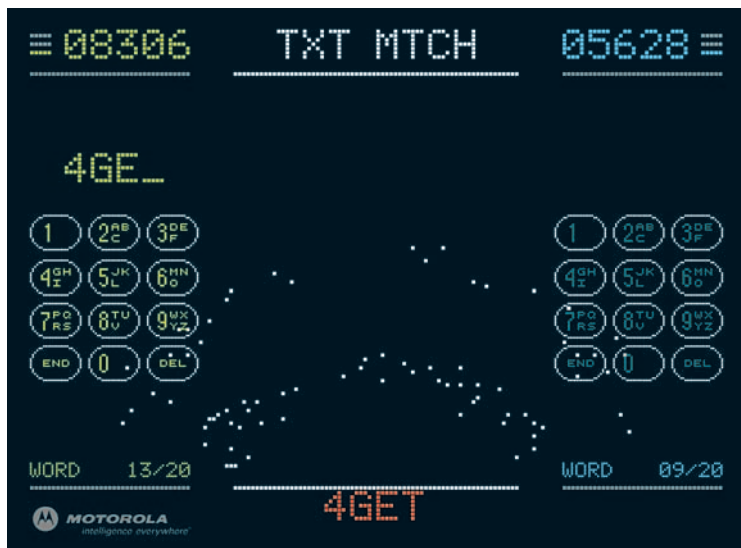 08306 TXT MTCH 05628
4GE_
1 2ABC 3DEF 1 2ABC 3DEF
4GHI 5JKL 6MNO 4GHI 5JKL 6MNO
7PQRS 8TUV 9WXYZ 7PQRS 8TUV 9WXYZ
END 0 DEL END 0 DEL
WORD 13/20 WORD 09/20
4GET
MOTOROLA
intelligence everywhere